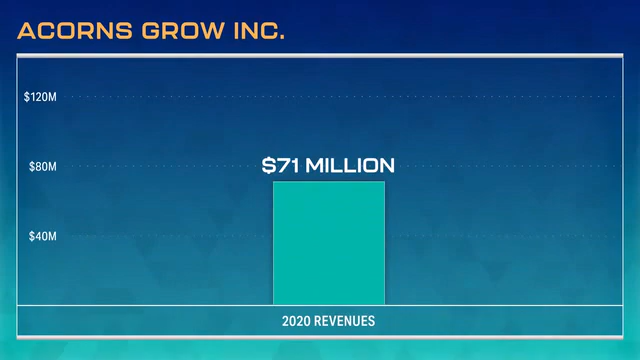 ACORNS GROW INC.
$120M
$71 MILLION
$80M
$40M
2020 REVENUES